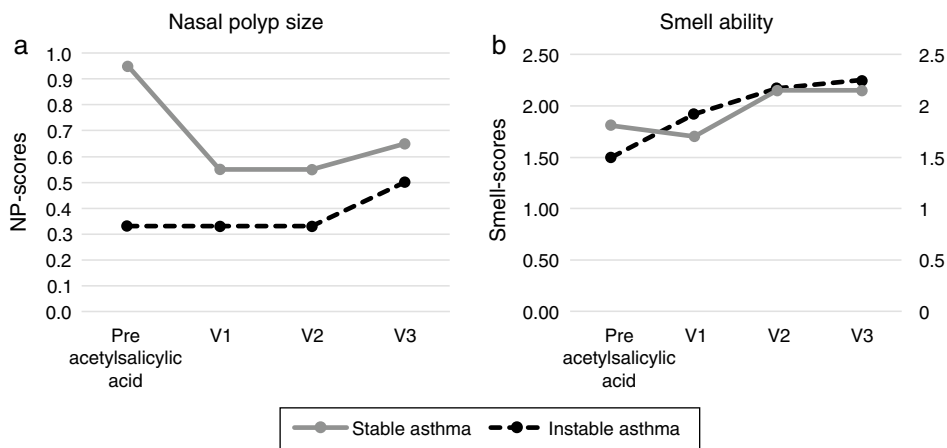 Nasal polyp size
a
1.0
0.9
0.8
0.7
0.6
0.5
0.4
0.3
0.2
0.1
0.0
NP-scores
Pre
acetylsalicylic
acid
V1
V2
V3
Smell ability
b
2.50
2.00
1.50
1.00
0.50
0.00
Smell-scores
2.5
2
1.5
1
0.5
0
Pre
acetylsalicylic
acid
V1
V2
V3
Stable asthma
Instable asthma